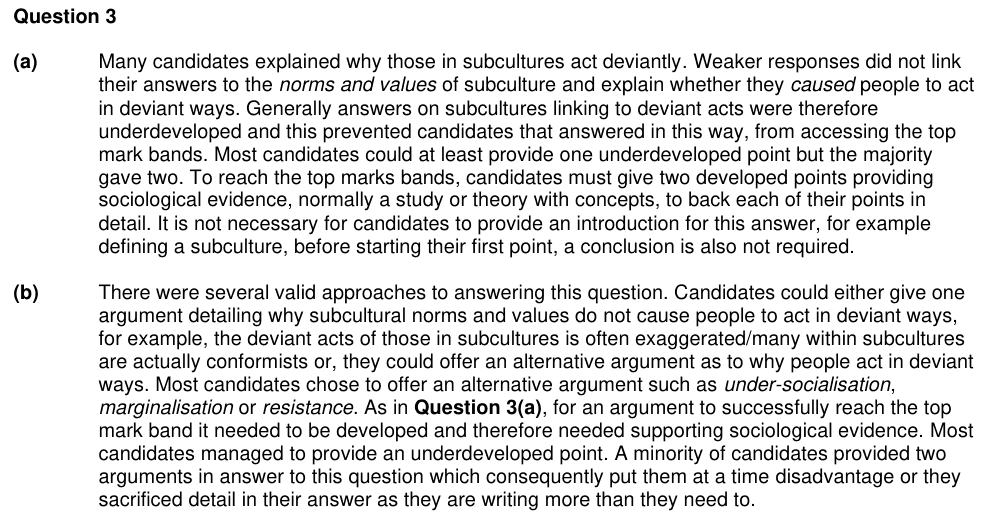 Question 3
(a) Many candidates explained why those in subcultures act deviantly. Weaker responses did not link
their answers to the norms and values of subculture and explain whether they caused people to act
in deviant ways. Generally answers on subcultures linking to deviant acts were therefore
underdeveloped and this prevented candidates that answered in this way, from accessing the top
mark bands. Most candidates could at least provide one underdeveloped point but the majority
gave two. To reach the top marks bands, candidates must give two developed points providing
sociological evidence, normally a study or theory with concepts, to back each of their points in
detail. It is not necessary for candidates to provide an introduction for this answer, for example
defining a subculture, before starting their first point, a conclusion is also not required.
(b) There were several valid approaches to answering this question. Candidates could either give one
argument detailing why subcultural norms and values do not cause people to act in deviant ways,
for example, the deviant acts of those in subcultures is often exaggerated/many within subcultures
are actually conformists or, they could offer an alternative argument as to why people act in deviant
ways. Most candidates chose to offer an alternative argument such as under-socialisation,
marginalisation or resistance. As in Question 3(a), for an argument to successfully reach the top
mark band it needed to be developed and therefore needed supporting sociological evidence. Most
candidates managed to provide an underdeveloped point. A minority of candidates provided two
arguments in answer to this question which consequently put them at a time disadvantage or they
sacrificed detail in their answer as they are writing more than they need to.